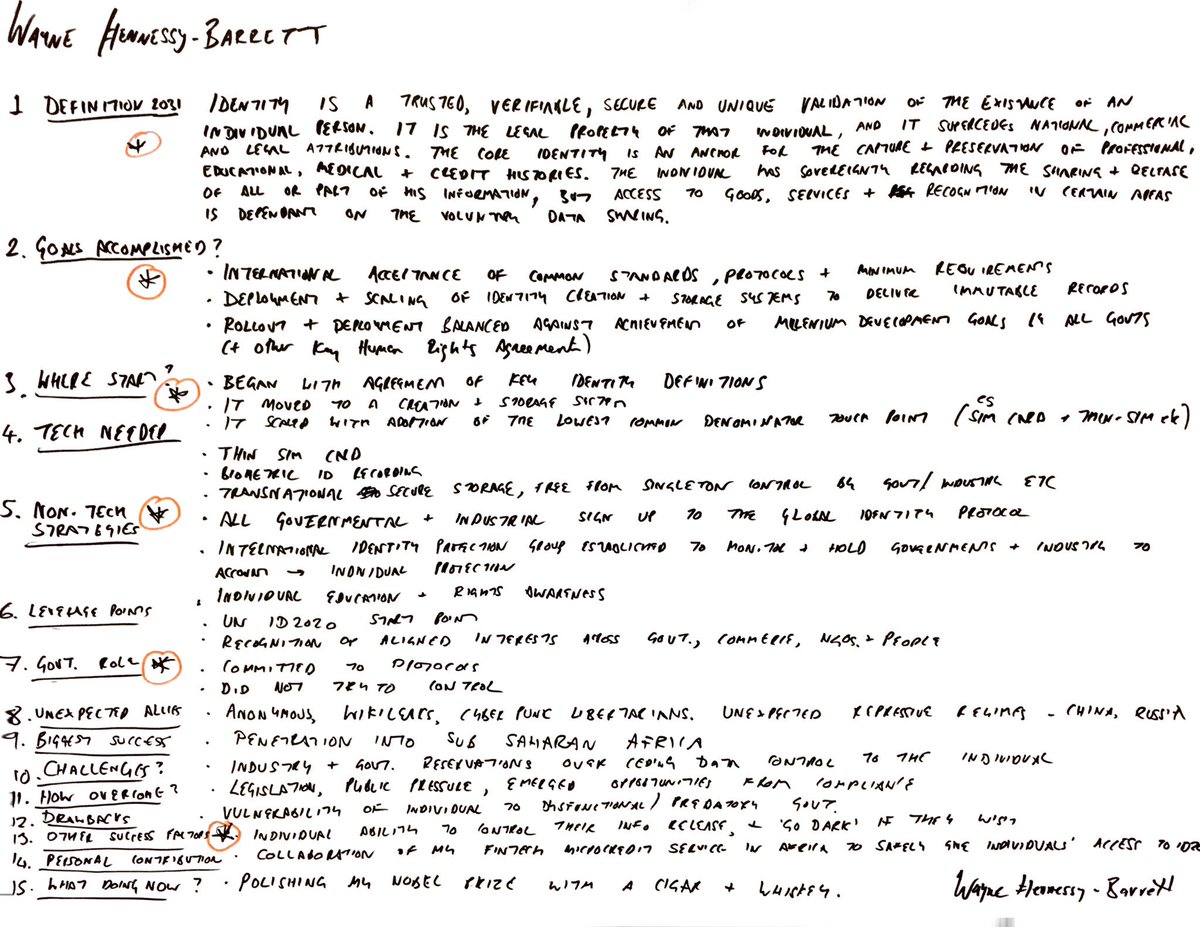 WAYNE HENNESSY-BARRETT
1 DEFINITION 2031 IDENTITY IS A TRUSTED, VERIFIABLE, SECURE AND UNIQUE VALIDATION OF THE EXISTANCE OF AN
INDIVIDUAL PERSON. IT IS THE LEGAL PROPERTY OF THAT INDIVIDUAL, AND IT SUPERCEDES NATIONAL, COMMERCIAL
AND LEGAL ATTRIBUTIONS. THE CORE IDENTITY IS AN ANCHOR FOR THE CAPTURE + PRESERVATION OF PROFESSIONAL,
EDUCATIONAL, MEDICAL + CREDIT HISTORIES. THE INDIVIDUAL HAS SOVEREIGNTY REGARDING THE SHARING + RELEASE
OF ALL OR PART OF HIS INFORMATION, BUT ACCESS TO GOODS, SERVICES + RECOGNITION IN CERTAIN AREAS
IS DEPENDANT ON THE VOLUNTARY DATA SHARING.
2. GOALS ACCOMPLISHED?
· INTERNATIONAL ACCEPTANCE OF COMMON STANDARDS, PROTOCOLS + MINIMUM REQUIREMENTS
· DEPLOYMENT + SCALING OF IDENTITY CREATION + STORAGE SYSTEMS TO DELIVER IMMUTABLE RECORDS
· ROLLOUT + DEPLOYMENT BALANCED AGAINST ACHIEVEMENT OF MILENIUM DEVELOPMENT GOALS BY ALL GOVTS
(+ other Key Human Rights Agreement)
3. WHERE START? · BEGAN WITH AGREEMENT OF KEY IDENTITY DEFINITIONS
· IT MOVED TO A CREATION + STORAGE SYSTEM
· IT SCALED WITH ADOPTION OF THE LOWEST COMMON DENOMINATOR TOUCH POINT (eg SIM CARD + THIN-SIM etc)
4. TECH NEEDED
· THIN SIM CARD
· BIOMETRIC ID RECORDING
· TRANSNATIONAL SECURE STORAGE, FREE FROM SINGLETON CONTROL BY GOVT/ INDUSTRY ETC
5. NON-TECH STRATEGIES · ALL GOVERNMENTAL + INDUSTRIAL SIGN UP TO THE GLOBAL IDENTITY PROTOCOL
· INTERNATIONAL IDENTITY PROTECTION GROUP ESTABLISHED TO MONITOR + HOLD GOVERNMENTS + INDUSTRY TO
ACCOUNT → INDIVIDUAL PROTECTION
· INDIVIDUAL EDUCATION + RIGHTS AWARENESS
6. LEVERAGE POINTS · UN ID2020 START POINT
· RECOGNITION OF ALIGNED INTERESTS ACROSS GOVT., COMMERCE, NGOS. + PEOPLE
7. GOVT. ROLE · COMMITTED TO PROTOCOLS
· DID NOT TRY TO CONTROL
8. UNEXPECTED ALLIES · ANONYMOUS, WIKILEAKS, CYBER PUNK LIBERTARIANS. UNEXPECTED REPRESSIVE REGIMES - CHINA, RUSSIA
9. BIGGEST SUCCESS · PENETRATION INTO SUB SAHARAN AFRICA
10. CHALLENGES? · INDUSTRY + GOVT. RESERVATIONS OVER CEDING DATA CONTROL TO THE INDIVIDUAL
11. HOW OVERCOME? · LEGISLATION, PUBLIC PRESSURE, EMERGED OPPORTUNITIES FROM COMPLIANCE
12. DRAWBACKS · VULNERABILITY OF INDIVIDUAL TO DISFUNCTIONAL/ PREDATORY GOVT.
13. OTHER SUCCESS FACTORS · INDIVIDUAL ABILITY TO CONTROL THEIR INFO RELEASE, + 'GO DARK' IF THEY WISH
14. PERSONAL CONTRIBUTION · COLLABORATION OF MY FINTECH MICROCREDIT SERVICE IN AFRICA TO SAFELY GIVE INDIVIDUALS' ACCESS TO
15. WHAT DOING NOW? · POLISHING MY NOBEL PRIZE WITH A CIGAR + WHISKEY.
Wayne Hennessy-Barrett